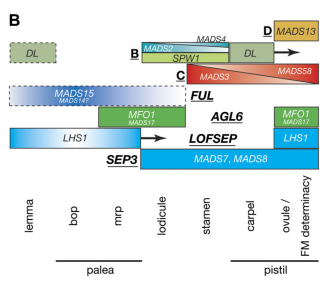 B
D MADS13
DL
MADS4
B MADS2 DL
SPW1
C MADS3 MADS58
MADS15
MADS14? FUL
MFO1 AGL6 MFO1
MADS17 MADS17
LHS1 LOFSEP LHS1
SEP3 MADS7, MADS8
lemma
bop
mrp
lodicule
stamen
carpel
ovule /
FM determinacy
palea
pistil